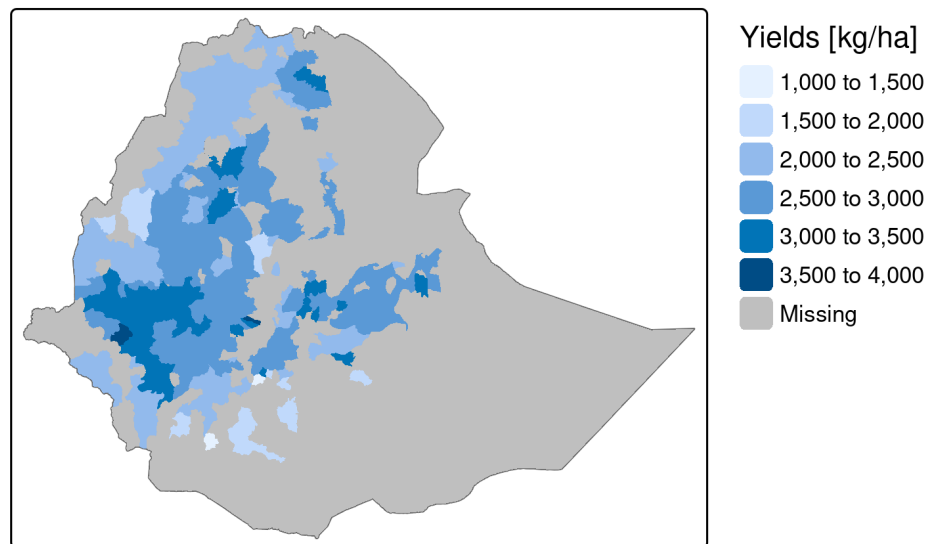 Yields [kg/ha]
1,000 to 1,500
1,500 to 2,000
2,000 to 2,500
2,500 to 3,000
3,000 to 3,500
3,500 to 4,000
Missing